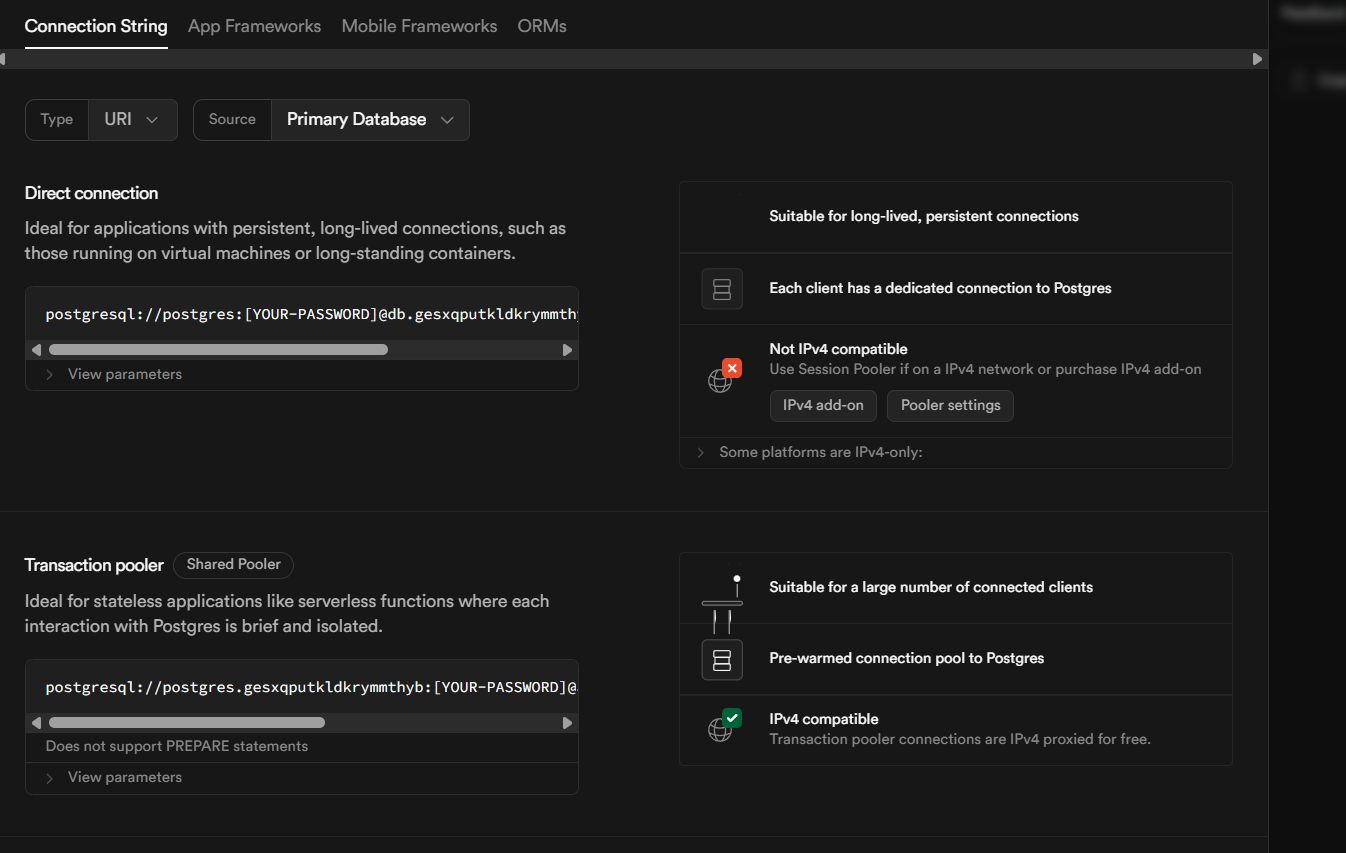 Connection String App Frameworks Mobile Frameworks ORMs
Type URI Source Primary Database
Direct connection
Ideal for applications with persistent, long-lived connections, such as
those running on virtual machines or long-standing containers.
postgresql://postgres:[YOUR-PASSWORD]@db.gesxqputkldkrymmthy
View parameters
Suitable for long-lived, persistent connections
Each client has a dedicated connection to Postgres
Not IPv4 compatible
Use Session Pooler if on a IPv4 network or purchase IPv4 add-on
IPv4 add-on Pooler settings
Some platforms are IPv4-only:
Transaction pooler Shared Pooler
Ideal for stateless applications like serverless functions where each
interaction with Postgres is brief and isolated.
postgresql://postgres.gesxqputkldkrymmthyb:[YOUR-PASSWORD]@
Does not support PREPARE statements
View parameters
Suitable for a large number of connected clients
Pre-warmed connection pool to Postgres
IPv4 compatible
Transaction pooler connections are IPv4 proxied for free.